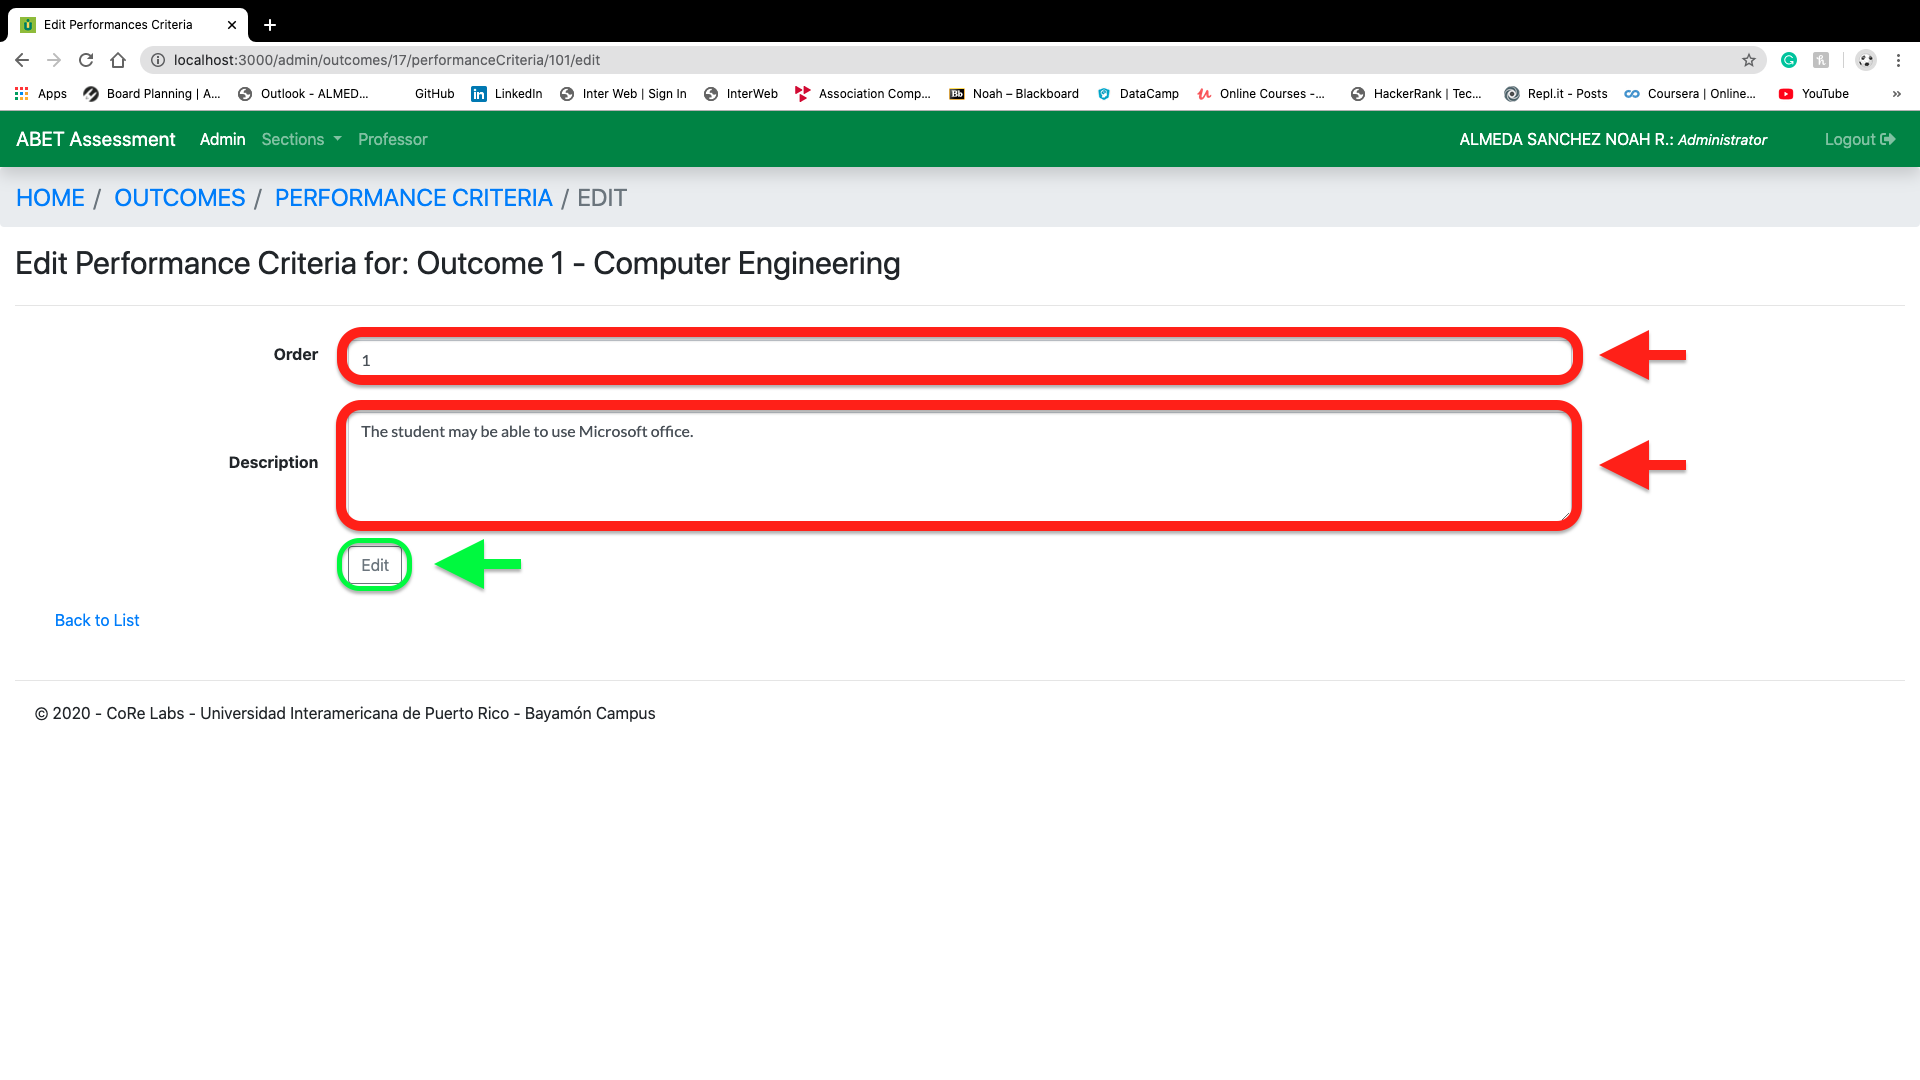 Edit Performances Criteria
localhost:3000/admin/outcomes/17/performanceCriteria/101/edit
Apps Board Planning | A... Outlook - ALMED... GitHub LinkedIn Inter Web | Sign In InterWeb Association Comp... Noah – Blackboard DataCamp Online Courses -... HackerRank | Tec... Repl.it - Posts Coursera | Online... YouTube »
ABET Assessment Admin Sections Professor ALMEDA SANCHEZ NOAH R.: Administrator Logout
HOME / OUTCOMES / PERFORMANCE CRITERIA / EDIT
Edit Performance Criteria for: Outcome 1 - Computer Engineering
Order 1
The student may be able to use Microsoft office.
Description
Edit
Back to List
© 2020 - CoRe Labs - Universidad Interamericana de Puerto Rico - Bayamón Campus